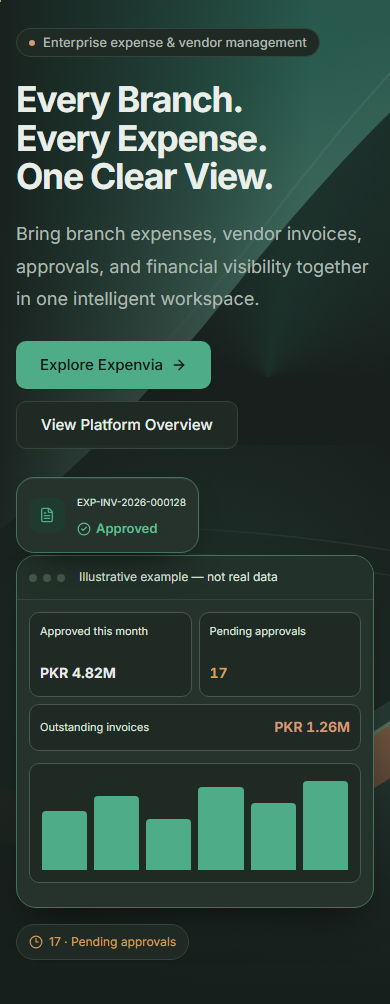 Enterprise expense & vendor management
Every Branch.
Every Expense.
One Clear View.
Bring branch expenses, vendor invoices,
approvals, and financial visibility together
in one intelligent workspace.
Explore Expenvia →
View Platform Overview
EXP-INV-2026-000128
Approved
Illustrative example — not real data
Approved this month
PKR 4.82M
Pending approvals
17
Outstanding invoices
PKR 1.26M
17 · Pending approvals